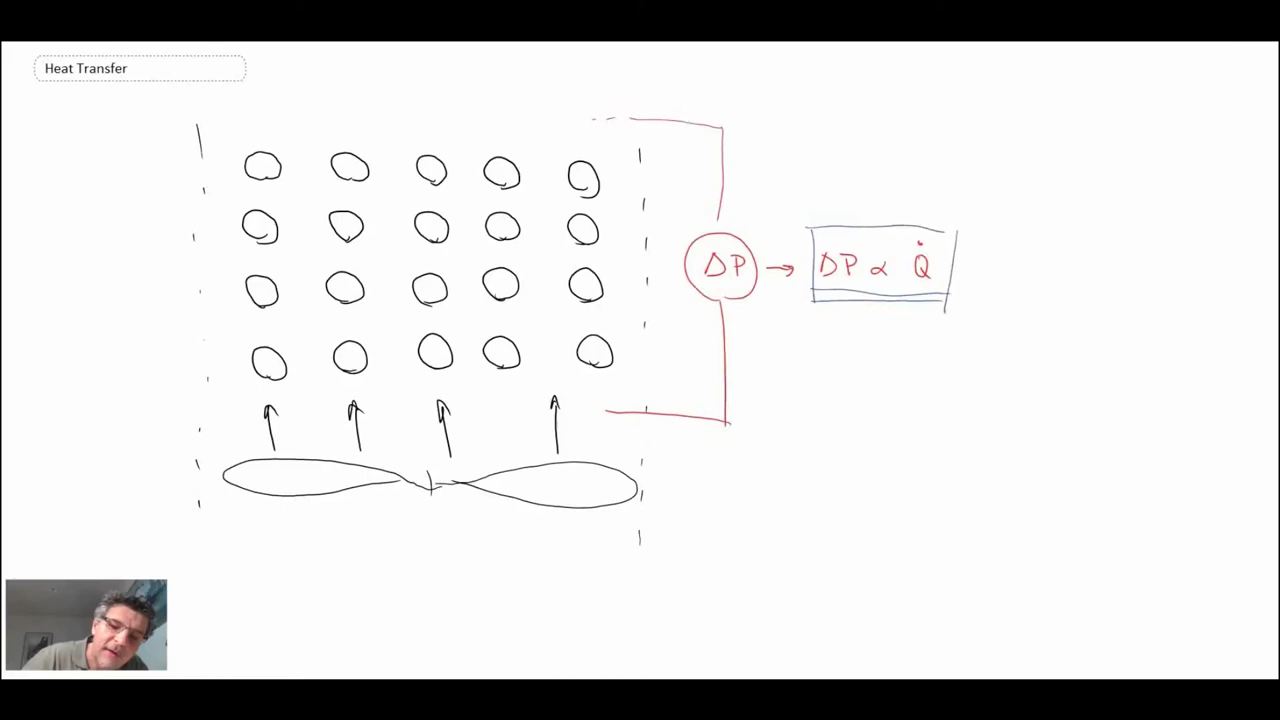 Heat Transfer
ΔP → ΔP ∝ Q̇